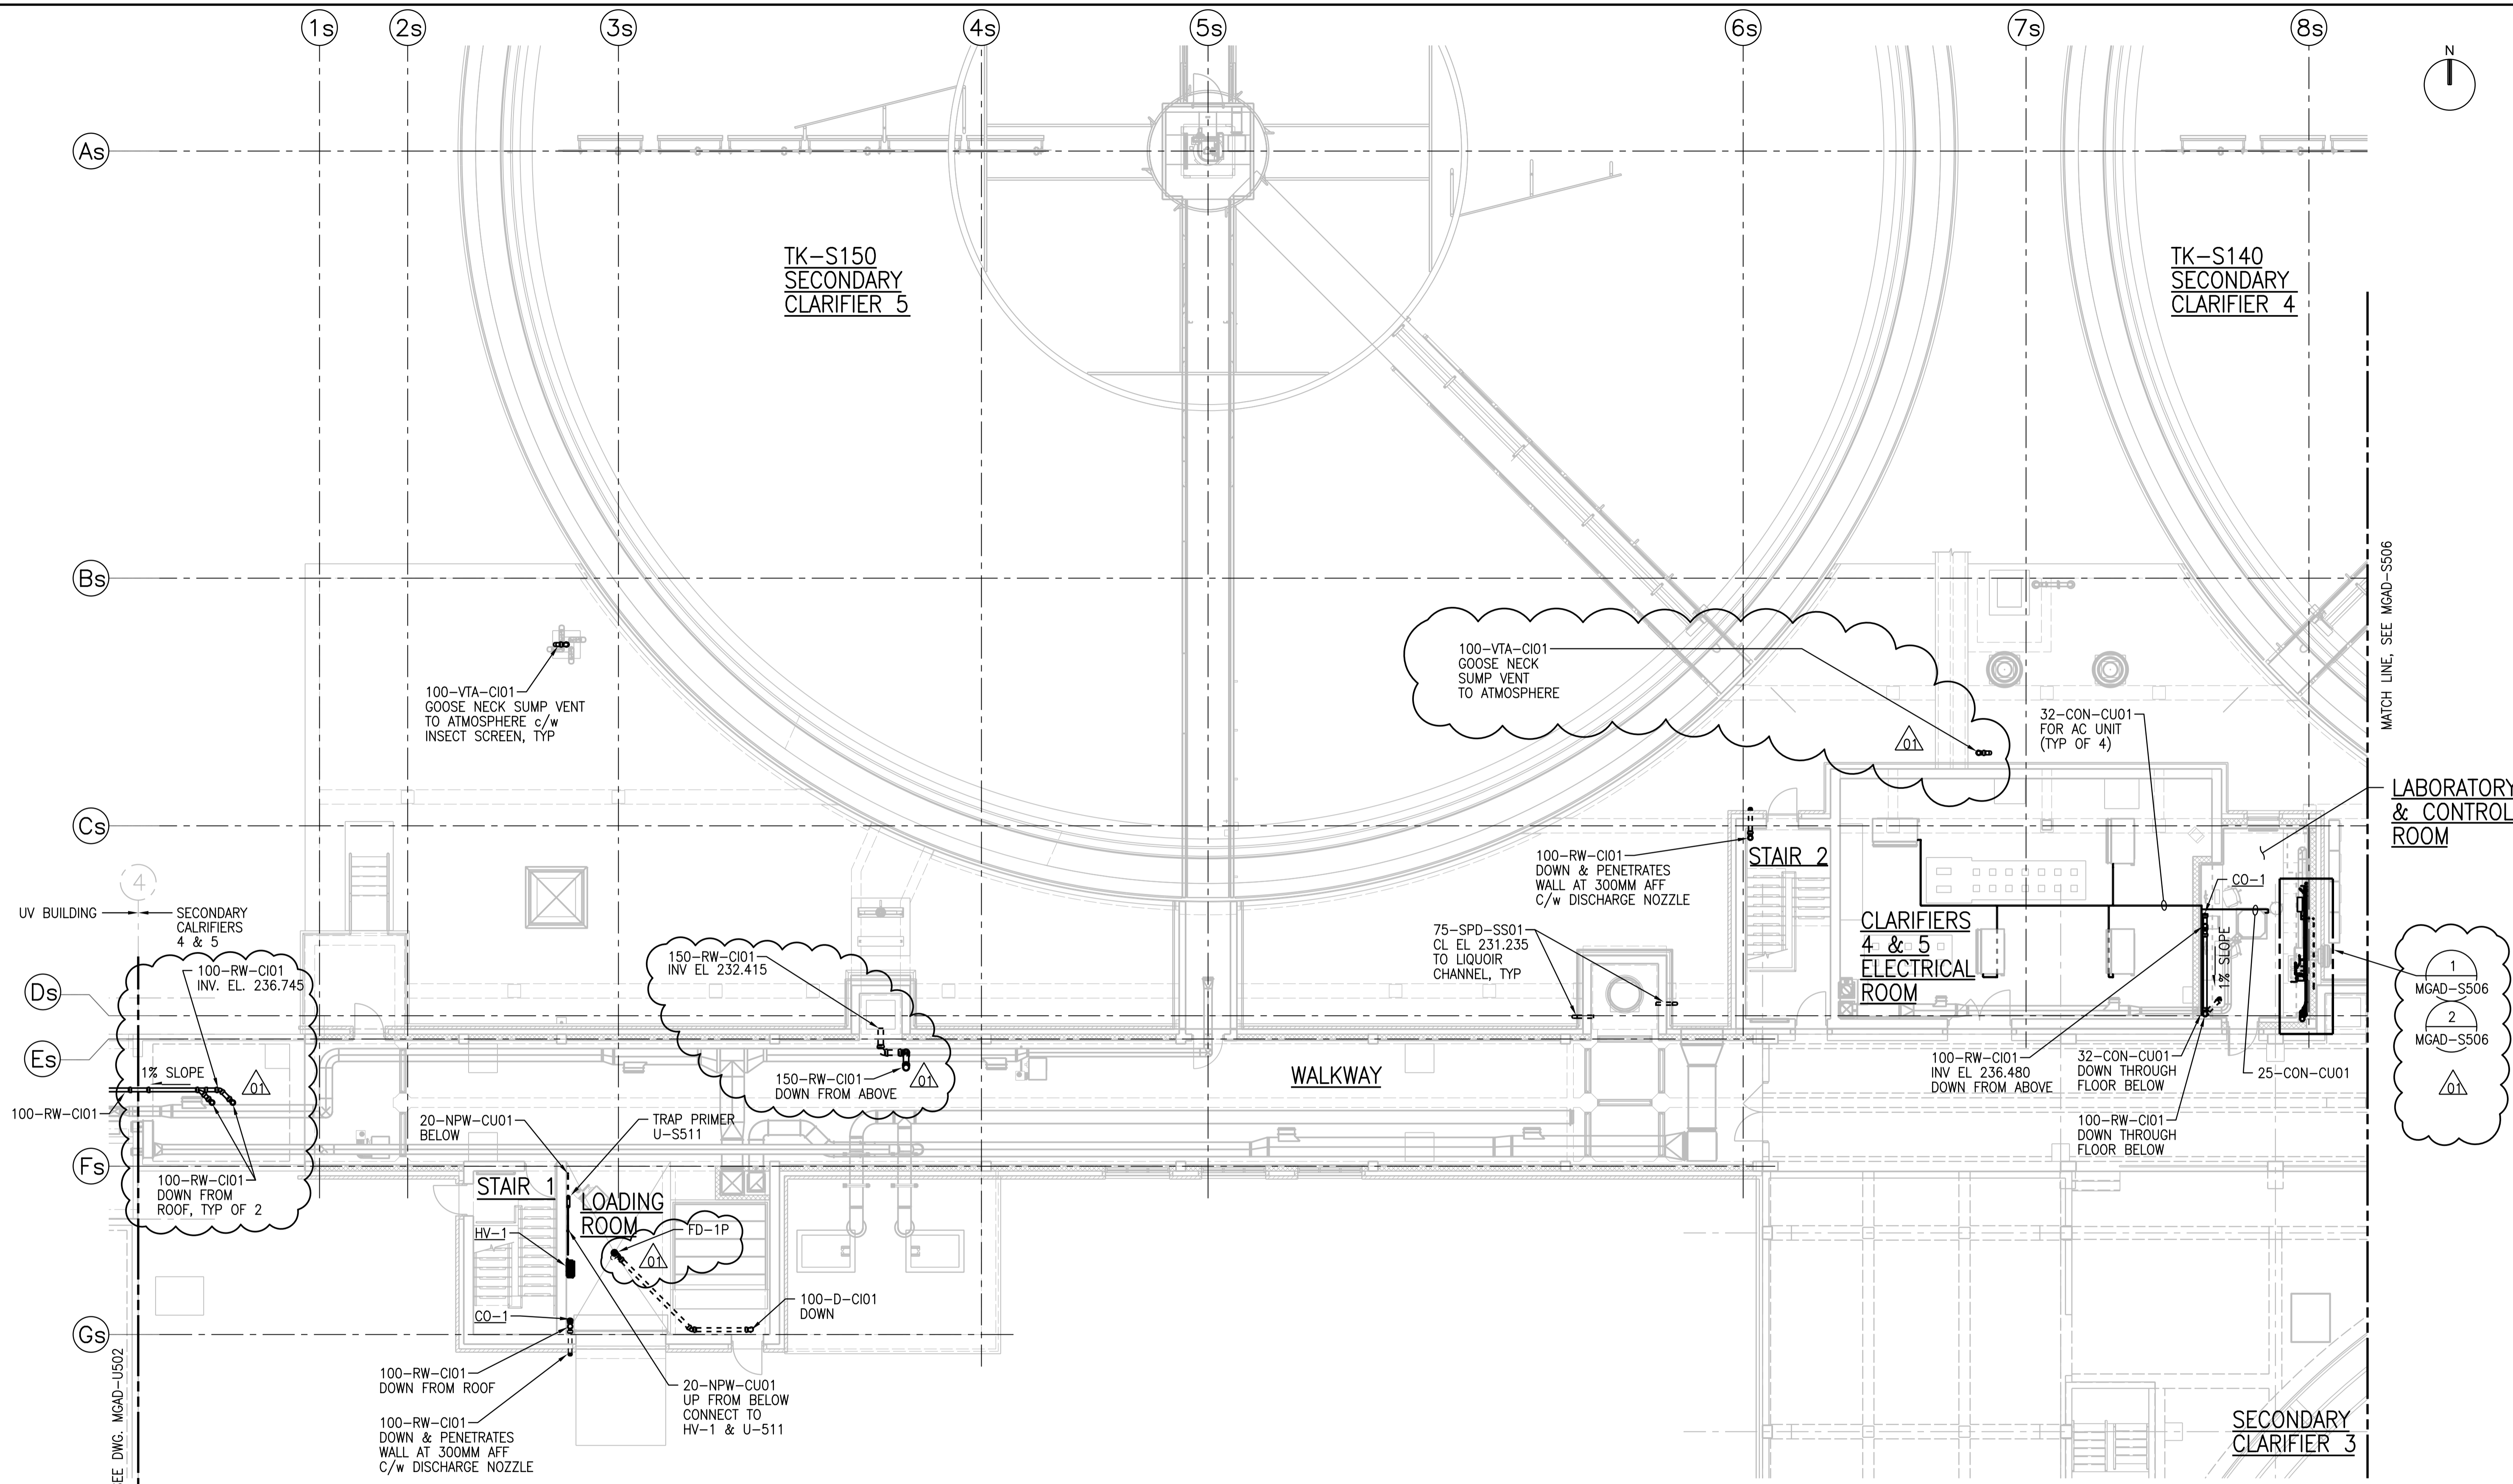 1s
2s
3s
4s
5s
6s
7s
8s
N
As
TK-S150
SECONDARY
CLARIFIER 5
TK-S140
SECONDARY
CLARIFIER 4
Bs
MATCH LINE, SEE MGAD-S506
100-VTA-CI01
GOOSE NECK SUMP VENT
TO ATMOSPHERE c/w
INSECT SCREEN, TYP
100-VTA-CI01
GOOSE NECK
SUMP VENT
TO ATMOSPHERE
01
32-CON-CU01
FOR AC UNIT
(TYP OF 4)
LABORATORY
& CONTROL
ROOM
Cs
100-RW-CI01
DOWN & PENETRATES
WALL AT 300MM AFF
C/w DISCHARGE NOZZLE
STAIR 2
CO-1
4
UV BUILDING
SECONDARY
CALRIFIERS
4 & 5
75-SPD-SS01
CL EL 231.235
TO LIQUOIR
CHANNEL, TYP
CLARIFIERS
4 & 5
ELECTRICAL
ROOM
1% SLOPE
1
MGAD-S506
2
MGAD-S506
01
100-RW-CI01
INV. EL. 236.745
150-RW-CI01
INV EL 232.415
Ds
Es
1% SLOPE
01
100-RW-CI01
150-RW-CI01
DOWN FROM ABOVE
01
WALKWAY
100-RW-CI01
INV EL 236.480
DOWN FROM ABOVE
32-CON-CU01
DOWN THROUGH
FLOOR BELOW
25-CON-CU01
100-RW-CI01
DOWN THROUGH
FLOOR BELOW
20-NPW-CU01
BELOW
TRAP PRIMER
U-S511
Fs
100-RW-CI01
DOWN FROM
ROOF, TYP OF 2
STAIR 1
LOADING
ROOM
HV-1
FD-1P
01
CO-1
100-D-CI01
DOWN
Gs
100-RW-CI01
DOWN FROM ROOF
20-NPW-CU01
UP FROM BELOW
CONNECT TO
HV-1 & U-511
100-RW-CI01
DOWN & PENETRATES
WALL AT 300MM AFF
C/w DISCHARGE NOZZLE
DWG. MGAD-U502
SECONDARY
CLARIFIER 3